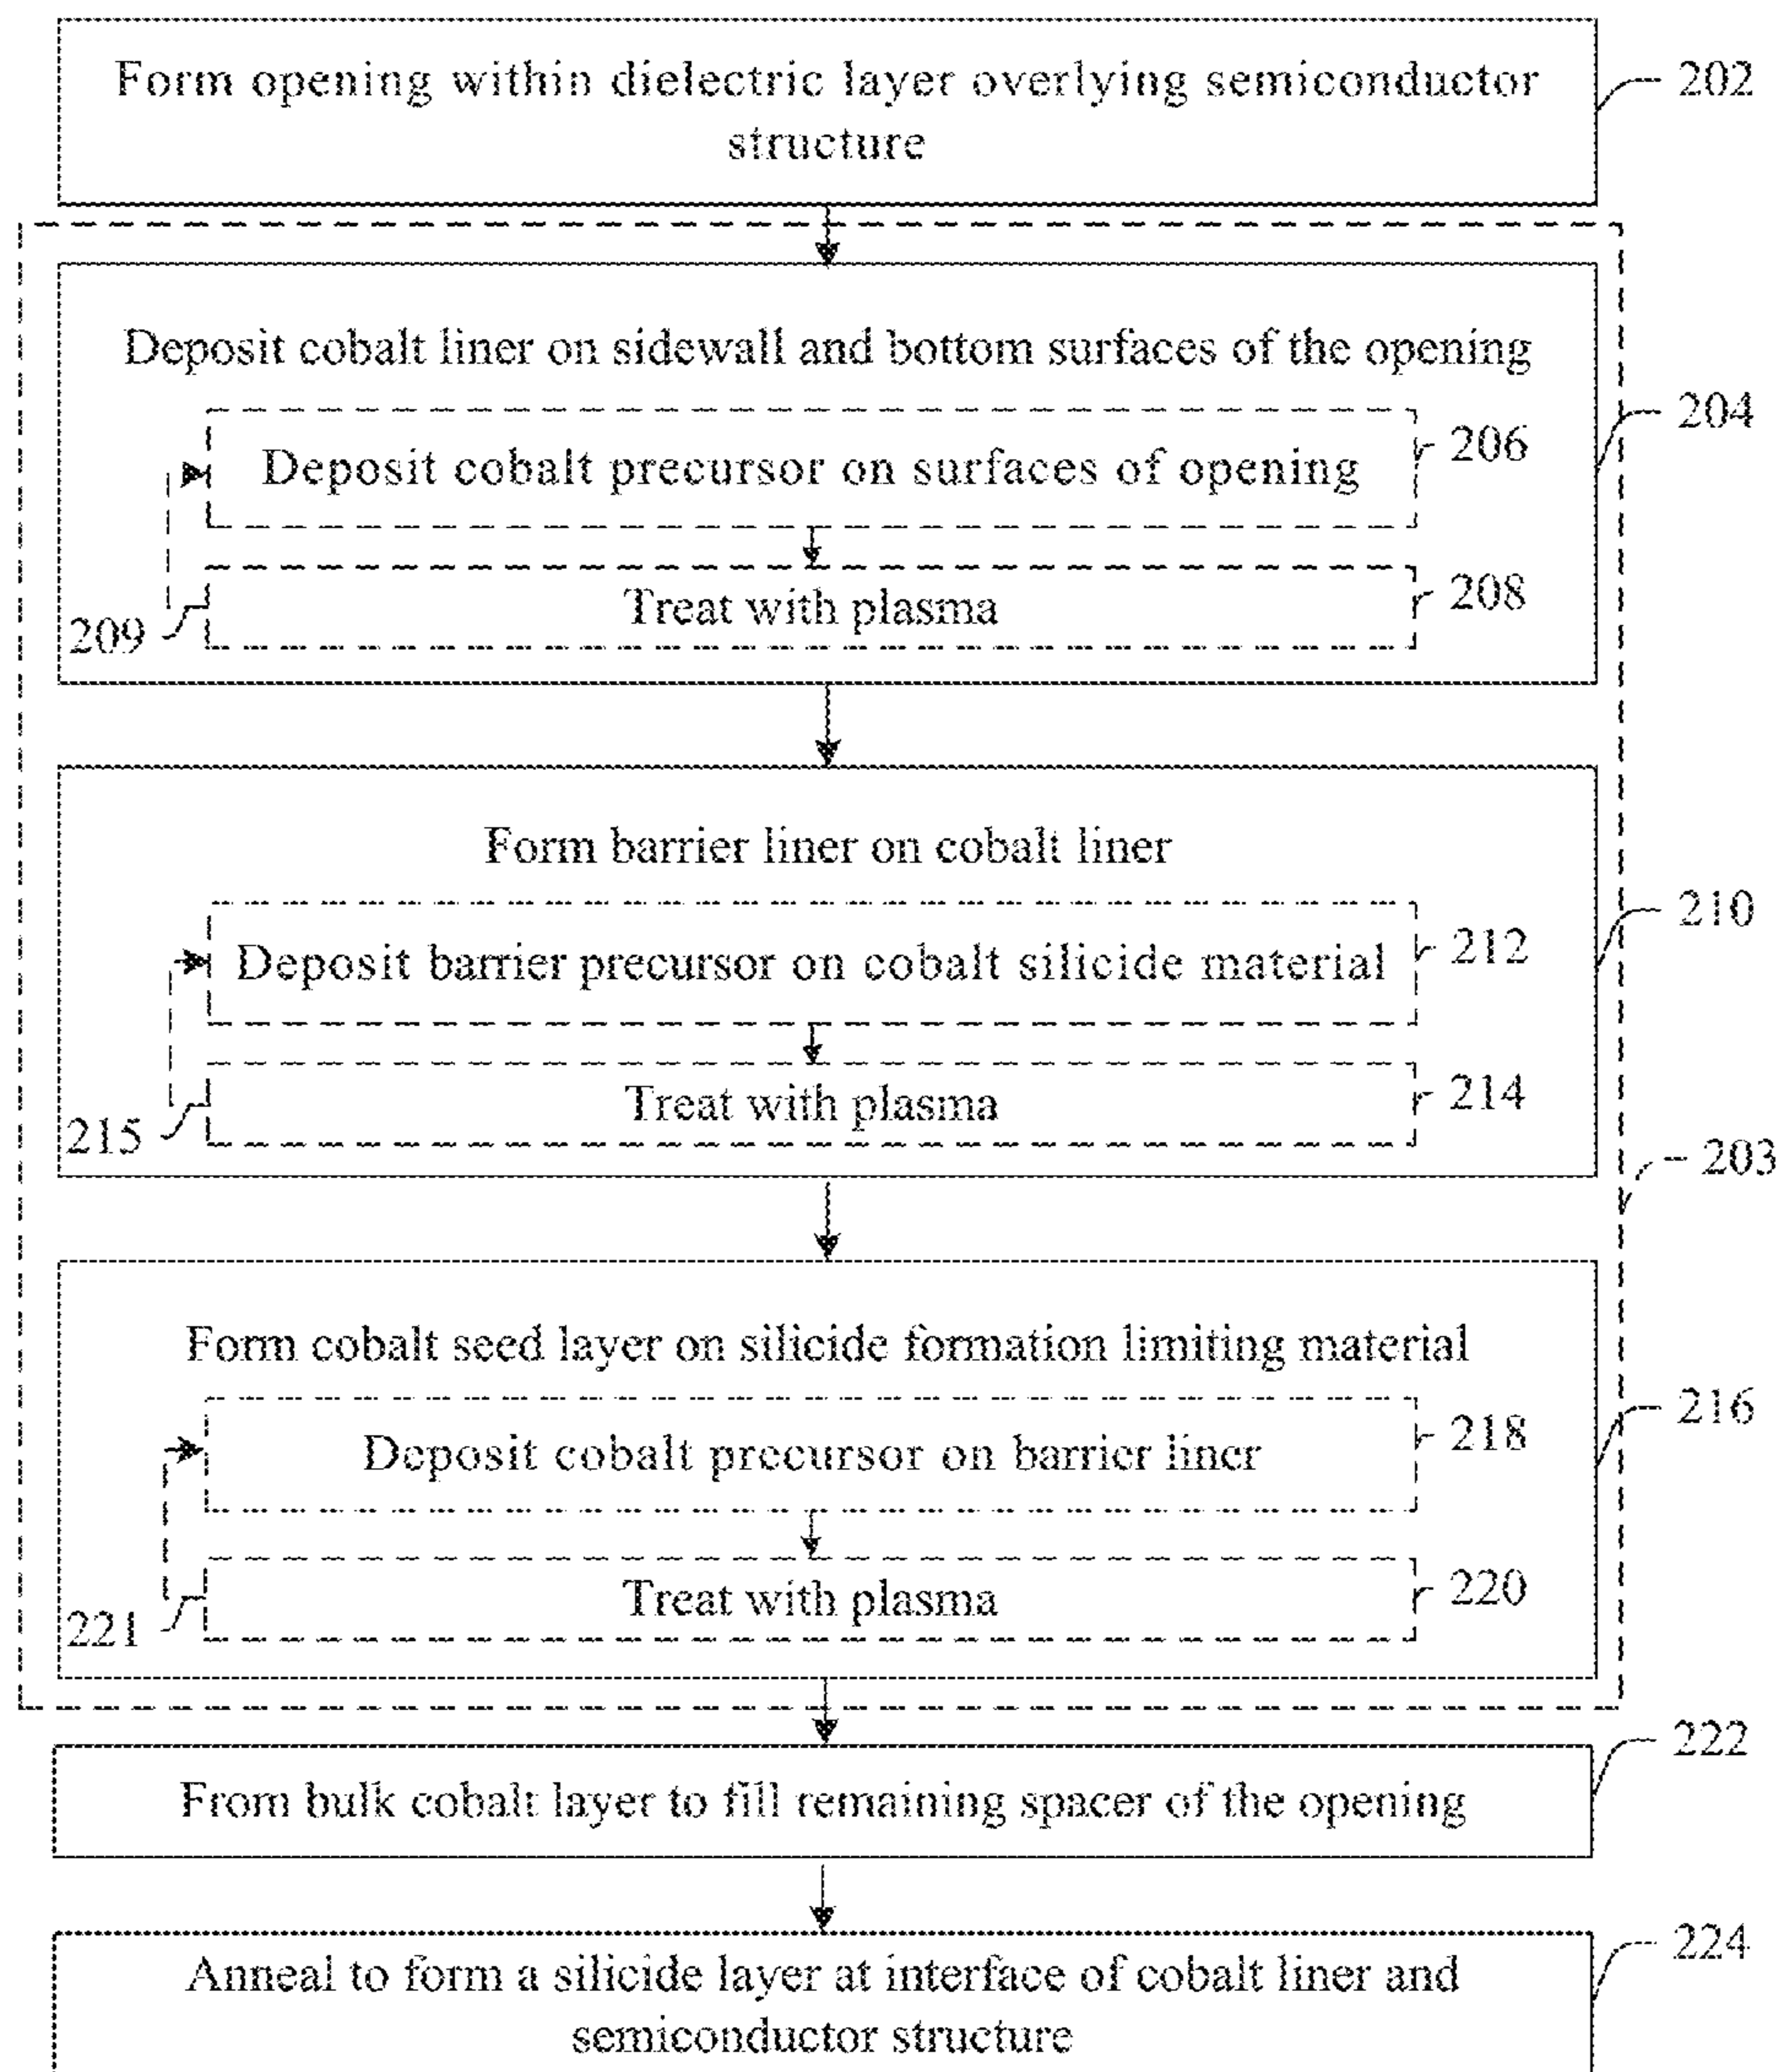 Form opening within dielectric layer overlying semiconductor
structure
202
Deposit cobalt liner on sidewall and bottom surfaces of the opening
204
Deposit cobalt precursor on surfaces of opening
206
Treat with plasma
208
209
Form barrier liner on cobalt liner
210
Deposit barrier precursor on cobalt silicide material
212
Treat with plasma
214
215
203
Form cobalt seed layer on silicide formation limiting material
216
Deposit cobalt precursor on barrier liner
218
Treat with plasma
220
221
From bulk cobalt layer to fill remaining spacer of the opening
222
Anneal to form a silicide layer at interface of cobalt liner and
semiconductor structure
224